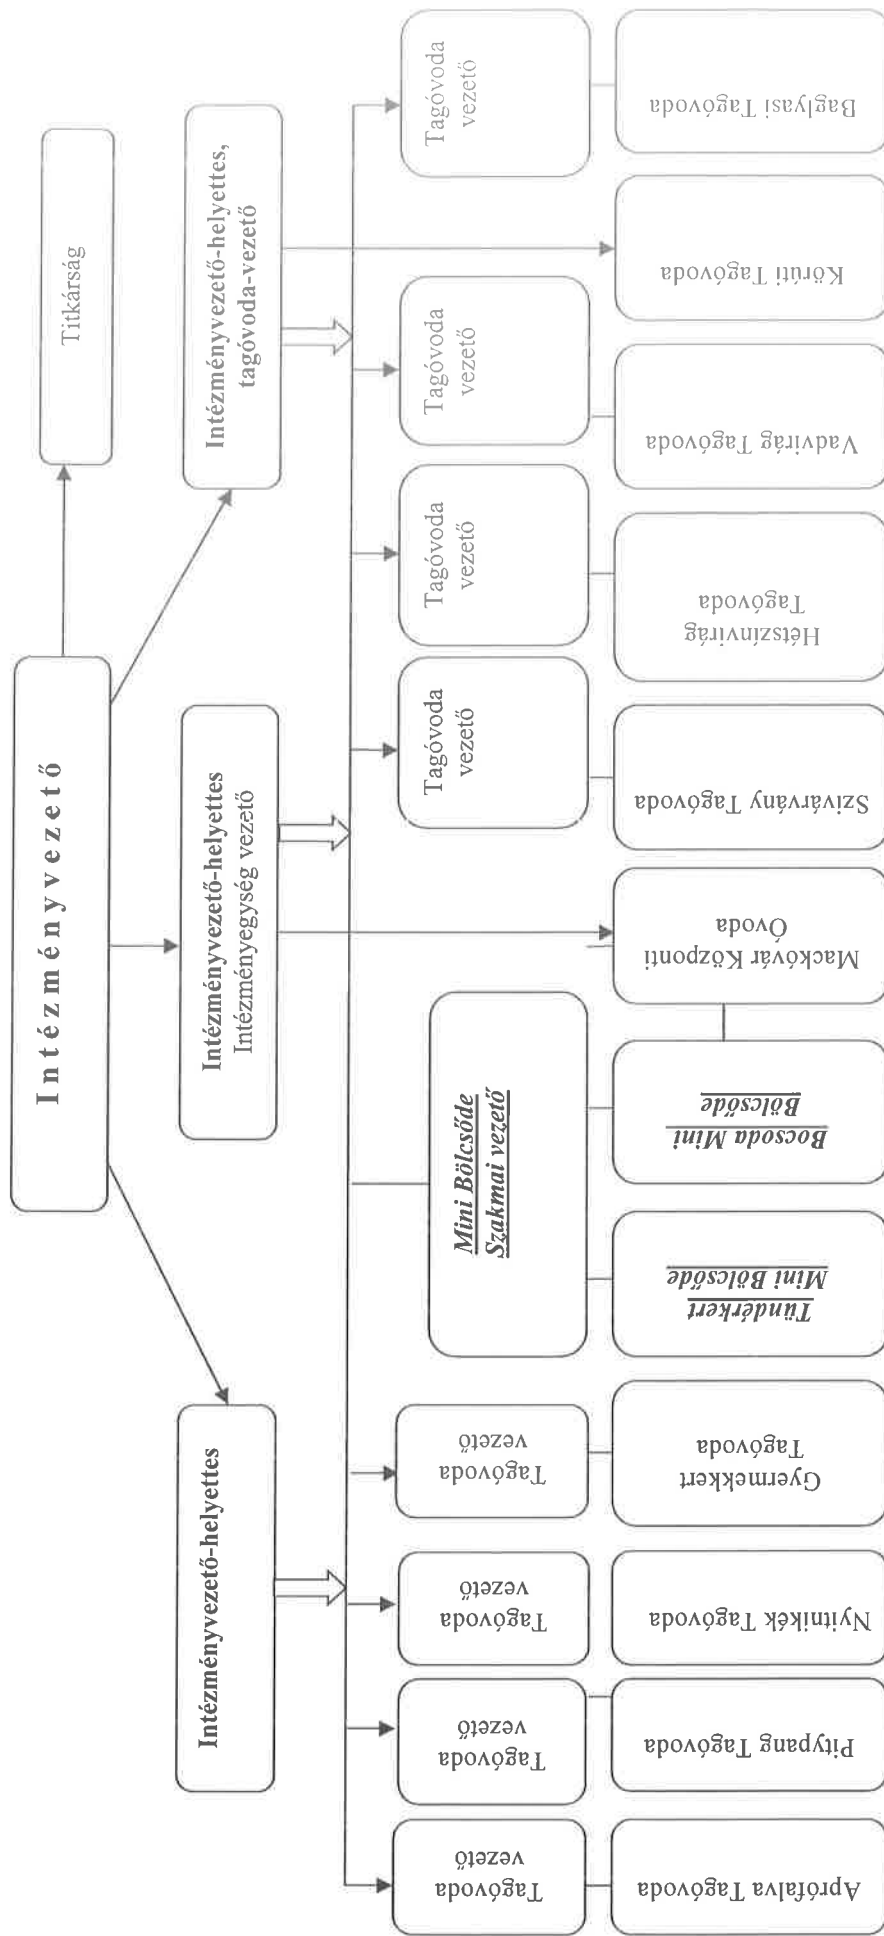 Intézményvezető
Titkárság
Intézményvezető-helyettes
Intézményvezető-helyettes
Intézményegység vezető
Intézményvezető-helyettes,
tagóvoda-vezető
Tagóvoda
vezető
Tagóvoda
vezető
Tagóvoda
vezető
Tagóvoda
vezető
Mini Bölcsőde
Szakmai vezető
Tagóvoda
vezető
Tagóvoda
vezető
Tagóvoda
vezető
Tagóvoda
vezető
Aprófalva Tagóvoda
Pitypang Tagóvoda
Nyitnikék Tagóvoda
Gyermekkert
Tagóvoda
Tündérkert
Mini Bölcsőde
Bocsoda Mini
Bölcsőde
Mackóvár Központi
Óvoda
Szivárvány Tagóvoda
Hétszínvirág
Tagóvoda
Vadvirág Tagóvoda
Körúti Tagóvoda
Baglyasi Tagóvoda